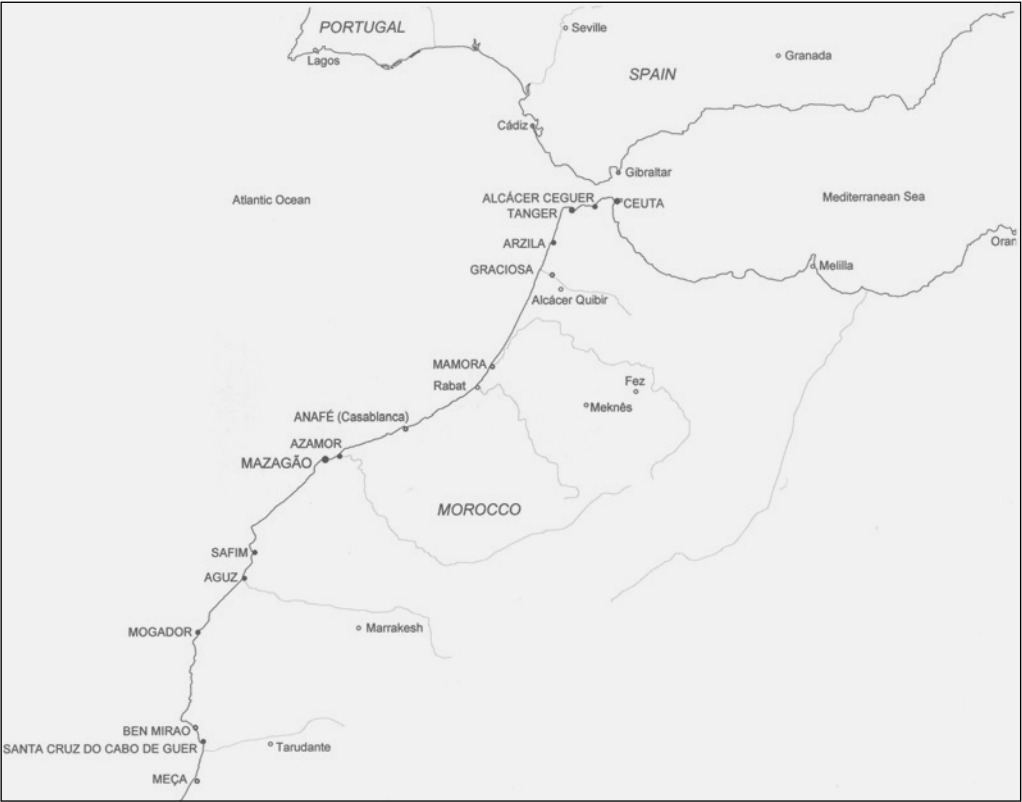 PORTUGAL
Seville
Lagos
Granada
SPAIN
Cádiz
Gibraltar
Atlantic Ocean
ALCÁCER CEGUER
CEUTA
Mediterranean Sea
TANGER
ARZILA
Oran
GRACIOSA
Melilla
Alcácer Quibir
MAMORA
Rabat
Fez
Meknês
ANAFÉ (Casablanca)
AZAMOR
MAZAGÃO
MOROCCO
SAFIM
AGUZ
MOGADOR
Marrakesh
BEN MIRAO
SANTA CRUZ DO CABO DE GUER
Tarudante
MEÇA